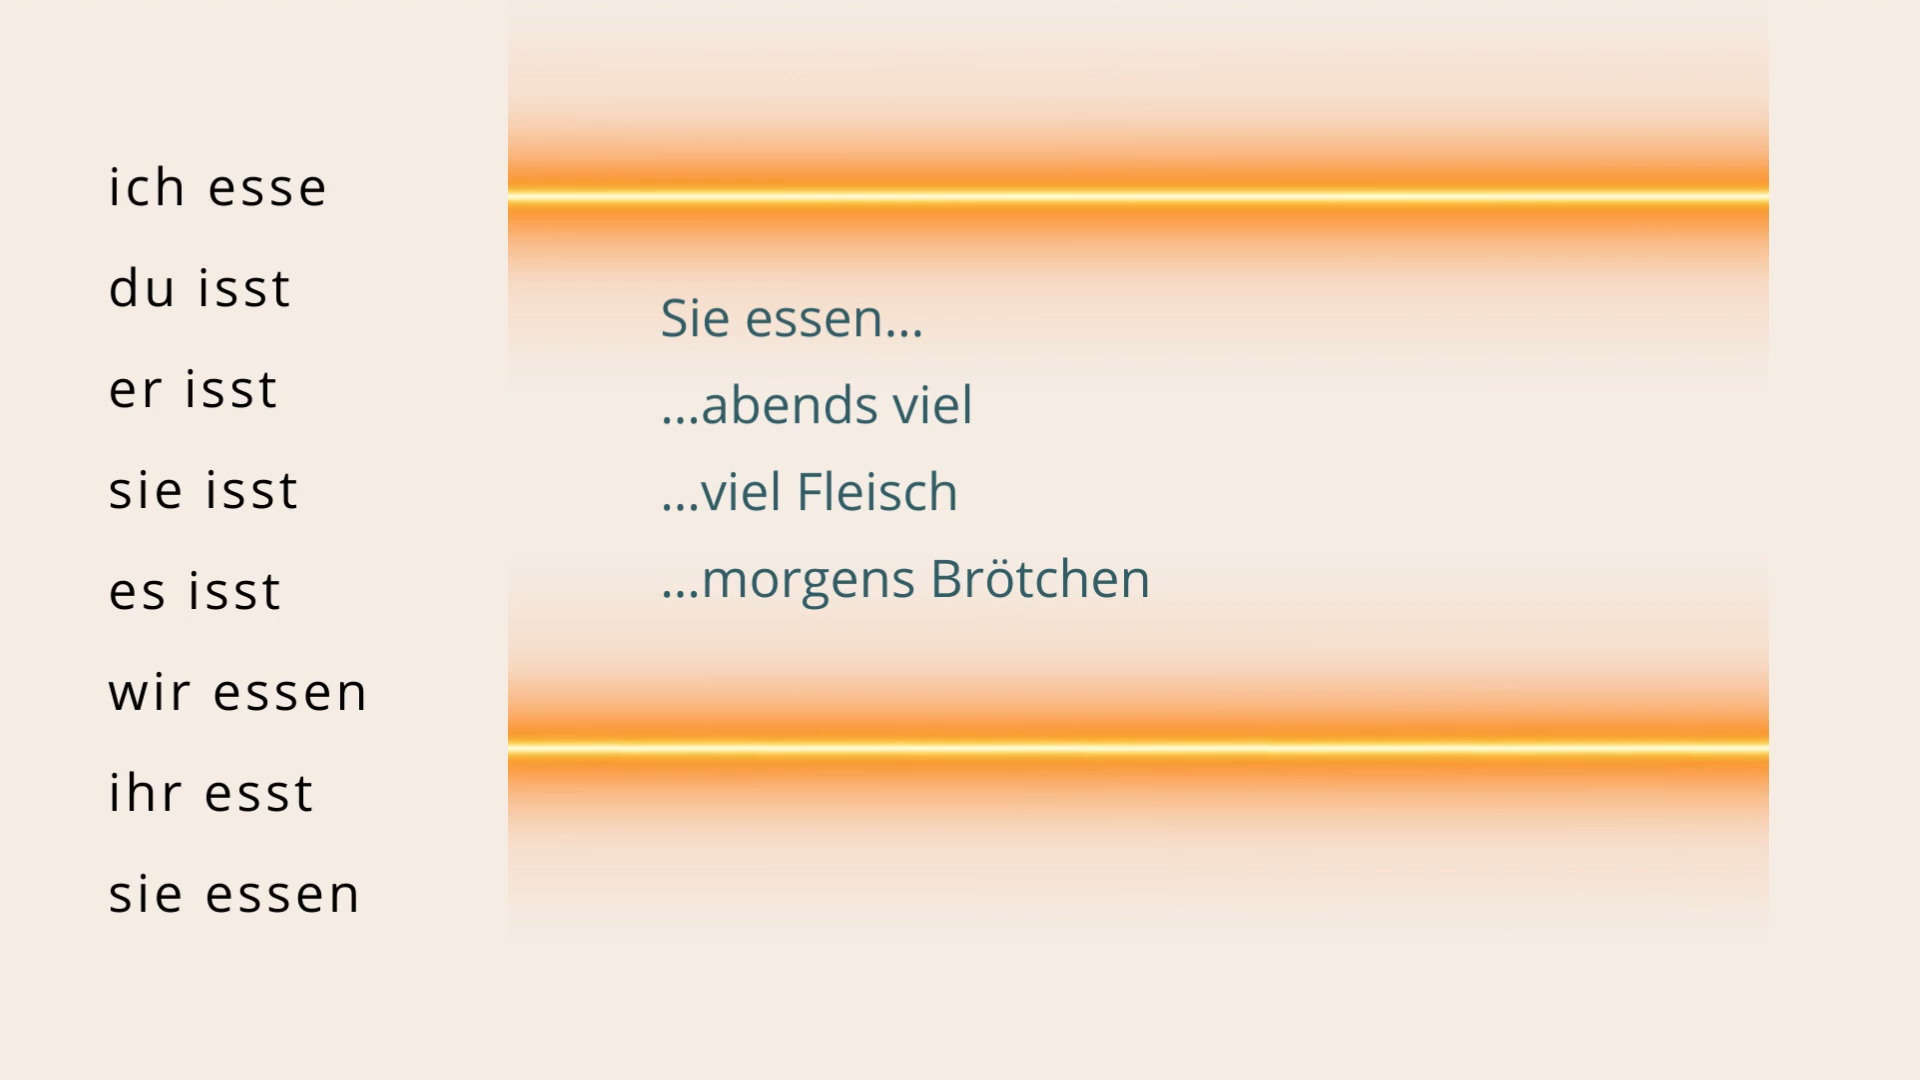 ich esse
du isst
er isst
sie isst
es isst
wir essen
ihr esst
sie essen
Sie essen...
...abends viel
...viel Fleisch
...morgens Brötchen